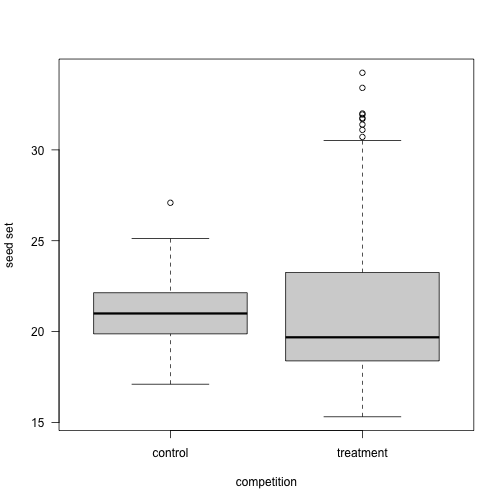 seed set
30
25
20
15
control treatment
competition